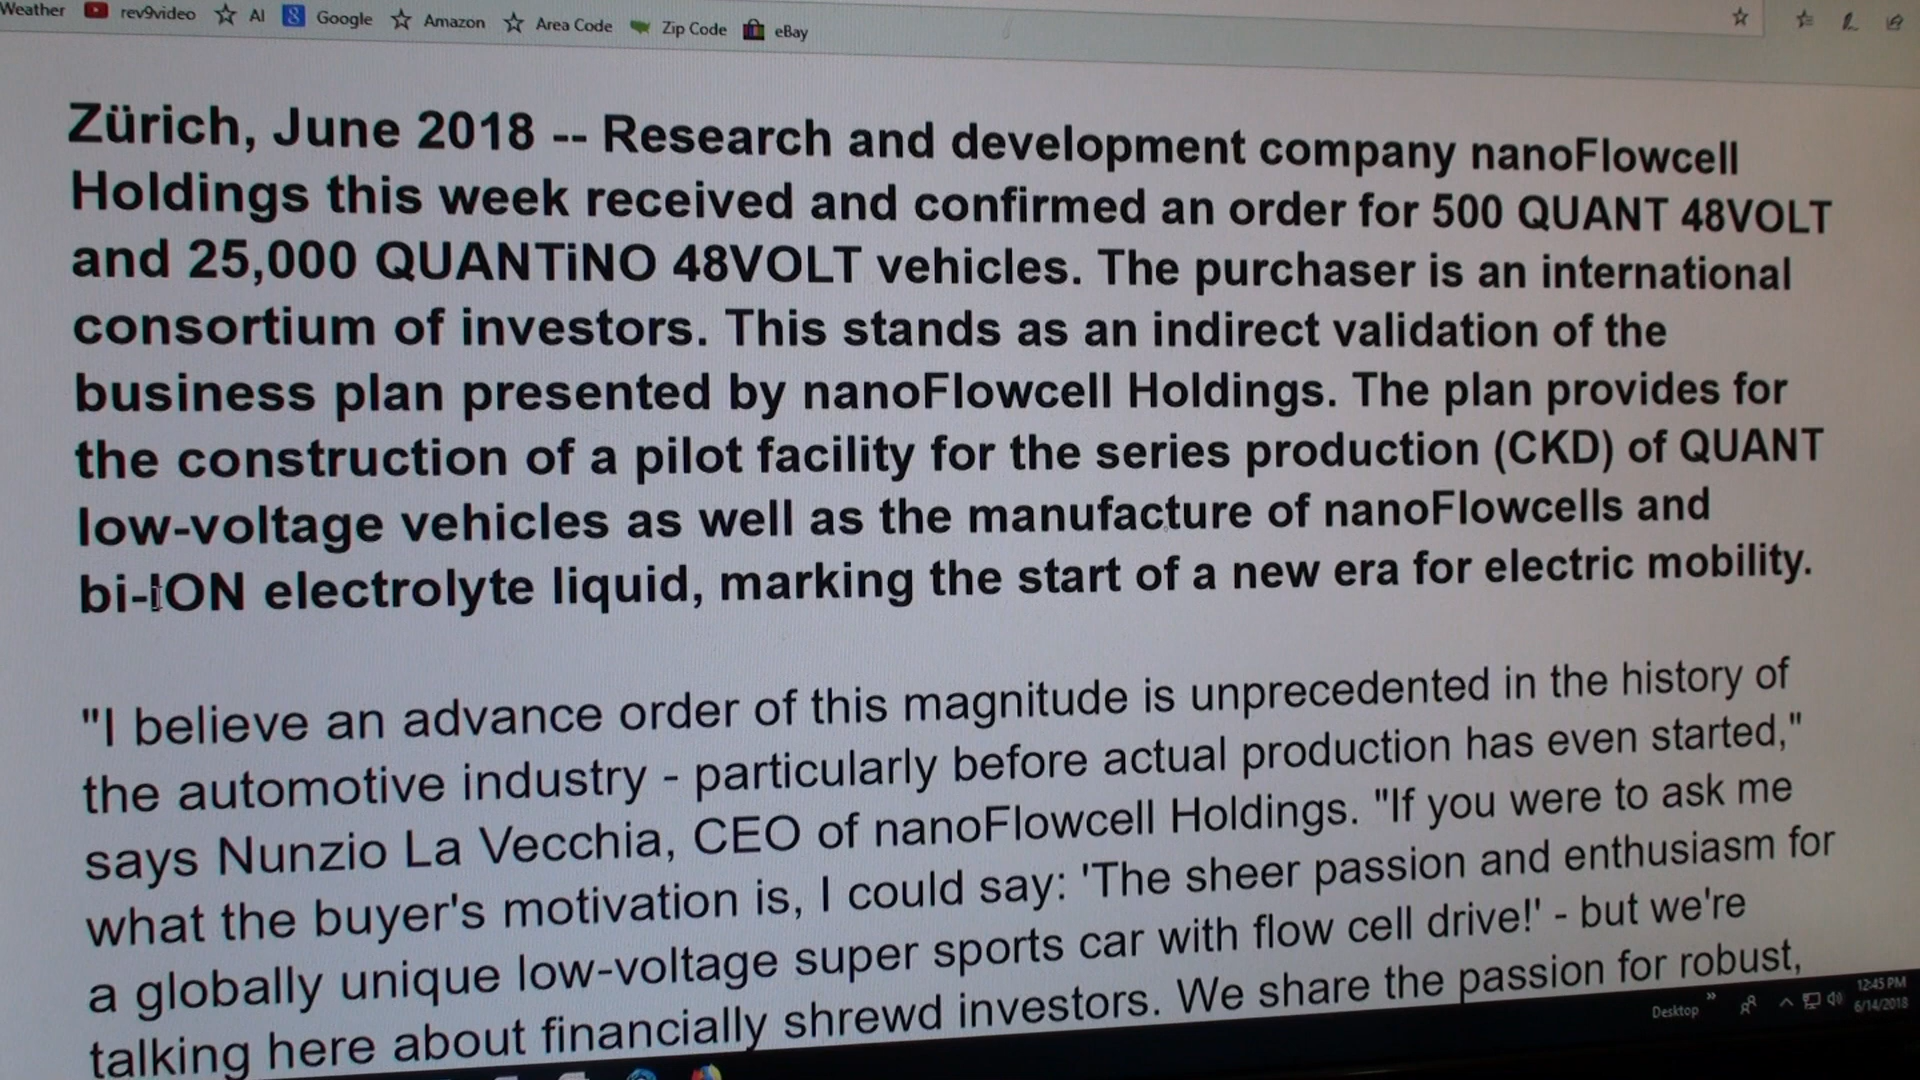 Weather rev9video AI Google Amazon Area Code Zip Code eBay
Zürich, June 2018 -- Research and development company nanoFlowcell
Holdings this week received and confirmed an order for 500 QUANT 48VOLT
and 25,000 QUANTiNO 48VOLT vehicles. The purchaser is an international
consortium of investors. This stands as an indirect validation of the
business plan presented by nanoFlowcell Holdings. The plan provides for
the construction of a pilot facility for the series production (CKD) of QUANT
low-voltage vehicles as well as the manufacture of nanoFlowcells and
bi-ION electrolyte liquid, marking the start of a new era for electric mobility.
"I believe an advance order of this magnitude is unprecedented in the history of
the automotive industry - particularly before actual production has even started,"
says Nunzio La Vecchia, CEO of nanoFlowcell Holdings. "If you were to ask me
what the buyer's motivation is, I could say: 'The sheer passion and enthusiasm for
a globally unique low-voltage super sports car with flow cell drive!' - but we're
talking here about financially shrewd investors. We share the passion for robust,
Desktop
12:45 PM
6/14/2018